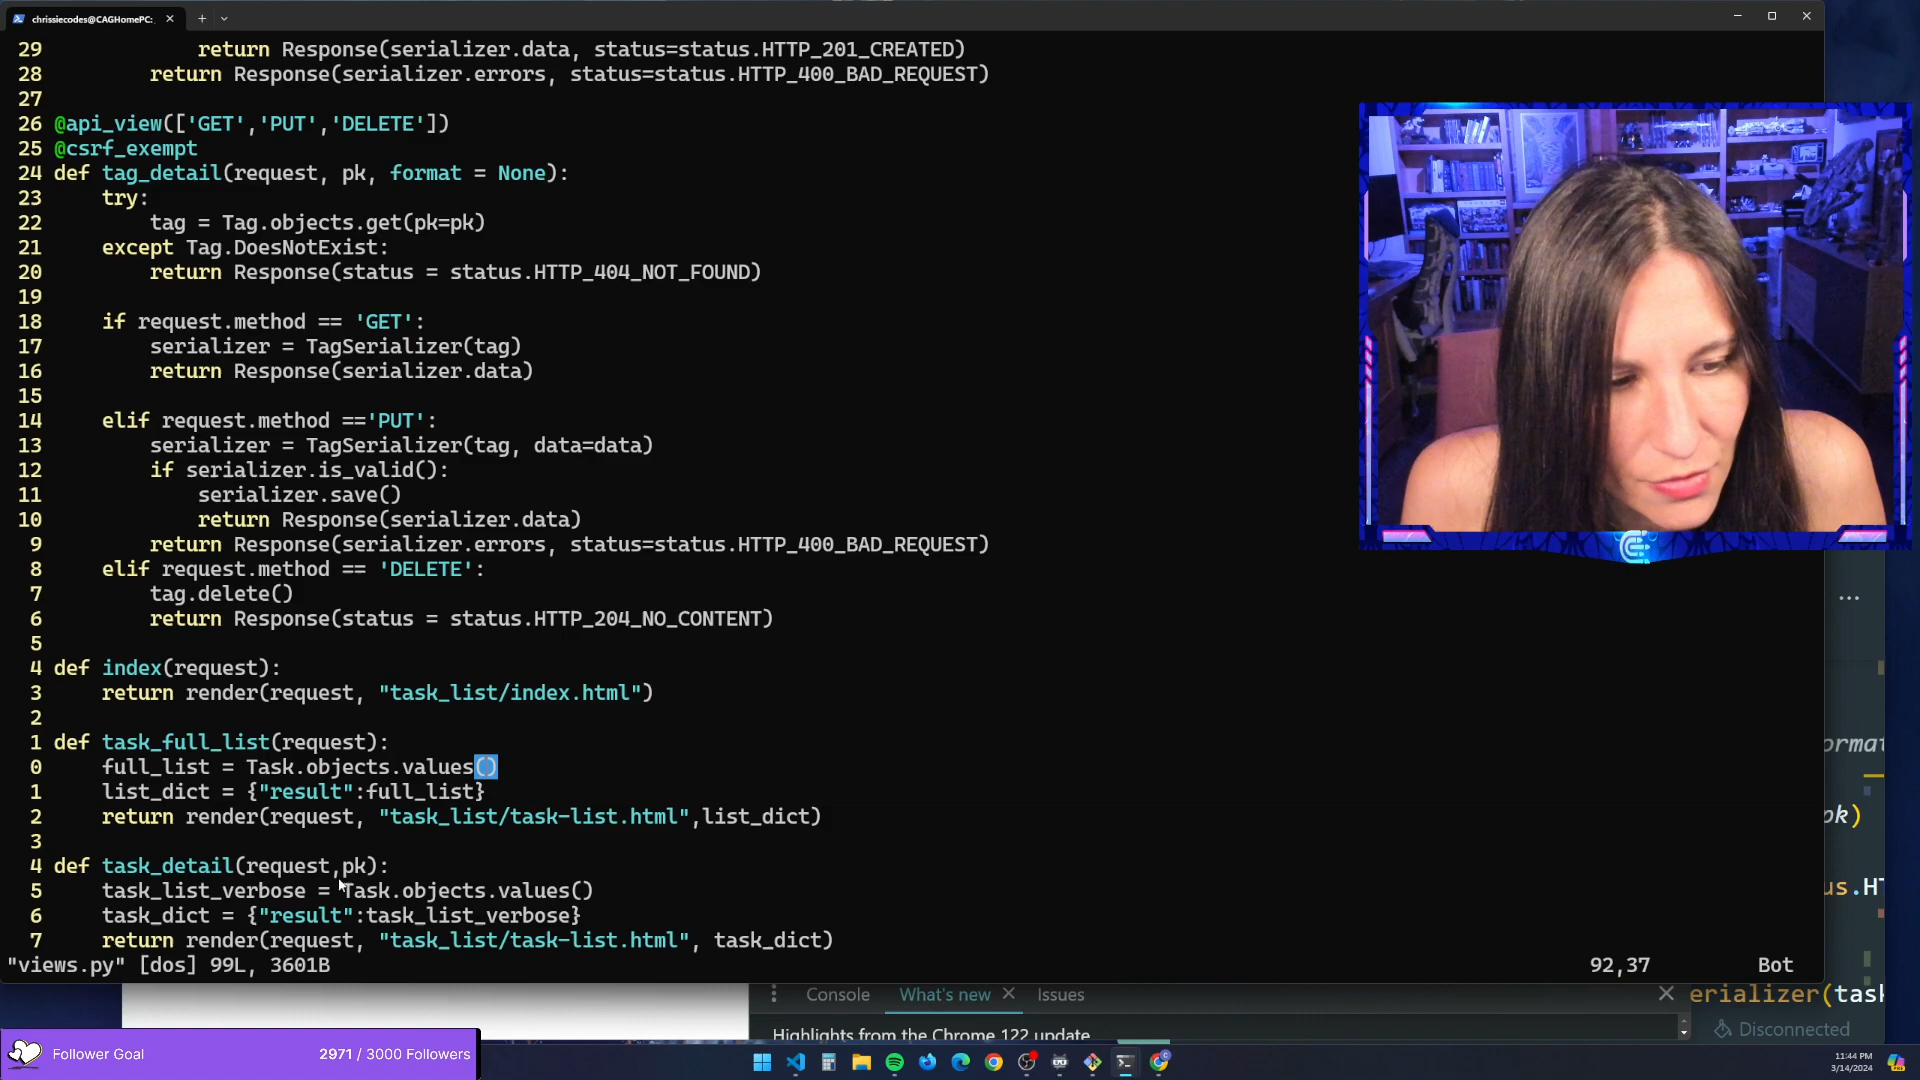 chrissiecodes@CAGHomePC:
29 return Response(serializer.data, status=status.HTTP_201_CREATED)
28 return Response(serializer.errors, status=status.HTTP_400_BAD_REQUEST)
27
26 @api_view(['GET','PUT','DELETE'])
25 @csrf_exempt
24 def tag_detail(request, pk, format = None):
23 try:
22 tag = Tag.objects.get(pk=pk)
21 except Tag.DoesNotExist:
20 return Response(status = status.HTTP_404_NOT_FOUND)
19
18 if request.method == 'GET':
17 serializer = TagSerializer(tag)
16 return Response(serializer.data)
15
14 elif request.method =='PUT':
13 serializer = TagSerializer(tag, data=data)
12 if serializer.is_valid():
11 serializer.save()
10 return Response(serializer.data)
9 return Response(serializer.errors, status=status.HTTP_400_BAD_REQUEST)
8 elif request.method == 'DELETE':
7 tag.delete()
6 return Response(status = status.HTTP_204_NO_CONTENT)
5
4 def index(request):
3 return render(request, "task_list/index.html")
2
1 def task_full_list(request):
0 full_list = Task.objects.values()
1 list_dict = {"result":full_list}
2 return render(request, "task_list/task-list.html",list_dict)
3
4 def task_detail(request,pk):
5 task_list_verbose = Task.objects.values()
6 task_dict = {"result":task_list_verbose}
7 return render(request, "task_list/task-list.html", task_dict)
"views.py" [dos] 99L, 3601B 92,37 Bot
ormat
pk)
us.HT
erializer(task
Disconnected
Console What's new Issues
Highlights from the Chrome 122 update
Follower Goal 2971 / 3000 Followers
11:44 PM
3/14/2024